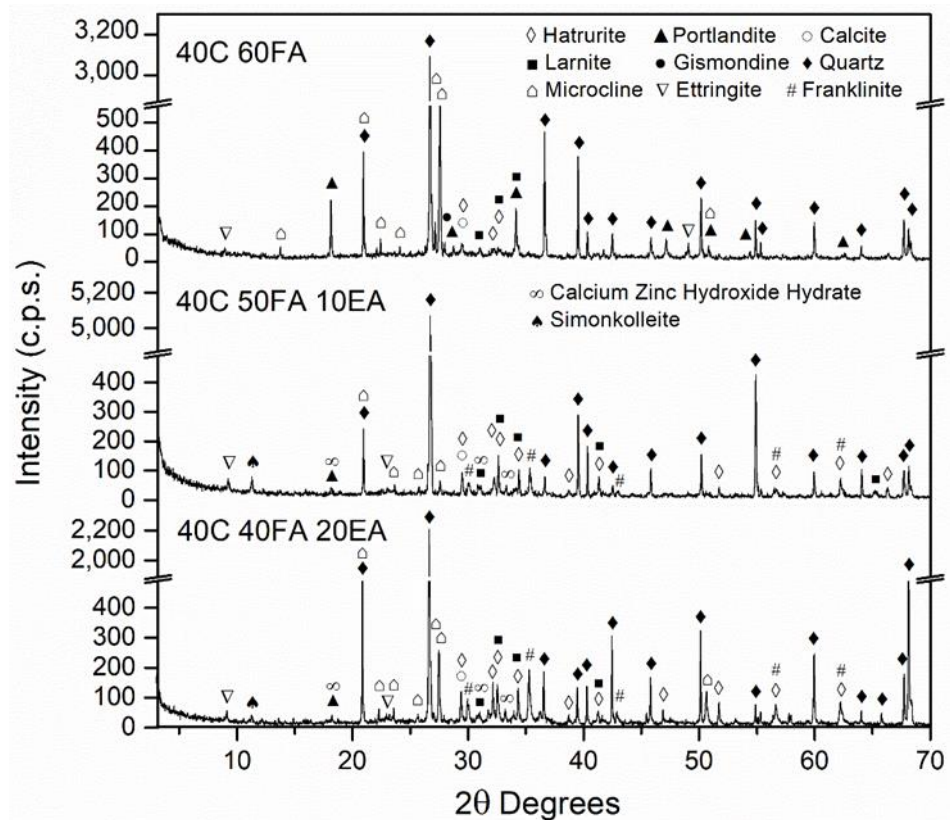 3,200
40C 60FA
◊ Hatrurite ▲ Portlandite ○ Calcite
■ Larnite ● Gismondine ♦ Quartz
⌂ Microcline ▽ Ettringite # Franklinite
3,000
500
400
300
200
100
0
5,200
40C 50FA 10EA
∞ Calcium Zinc Hydroxide Hydrate
♠ Simonkolleite
5,000
400
300
200
100
0
2,200
40C 40FA 20EA
2,000
400
300
200
100
0
10 20 30 40 50 60 70
2θ Degrees
Intensity (c.p.s.)